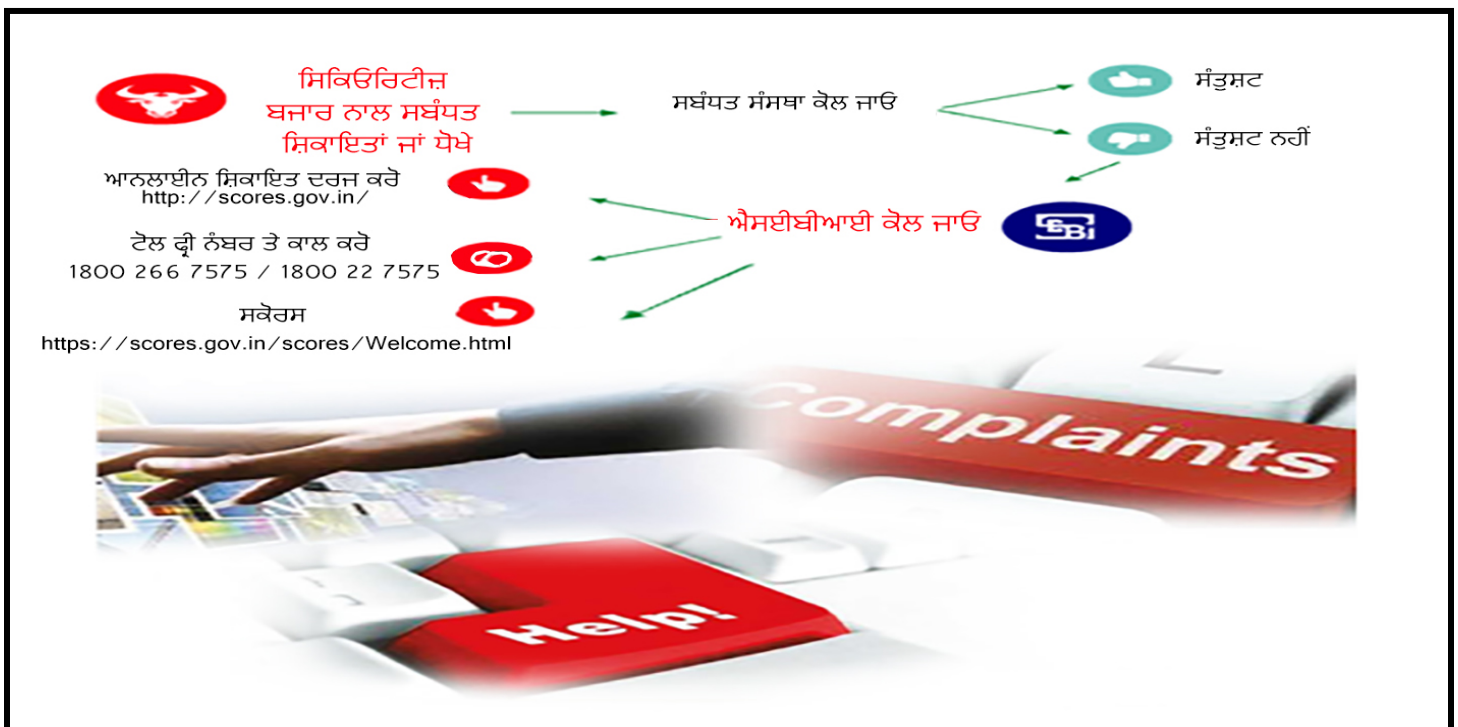 ਸਿਕਿਓਰਿਟੀਜ਼
ਬਜਾਰ ਨਾਲ ਸਬੰਧਤ
ਸ਼ਿਕਾਇਤਾਂ ਜਾਂ ਧੋਖੇ
ਸਬੰਧਤ ਸੰਸਥਾ ਕੋਲ ਜਾਓ
ਸੰਤੁਸ਼ਟ
ਸੰਤੁਸ਼ਟ ਨਹੀਂ
ਐਸਈਬੀਆਈ ਕੋਲ ਜਾਓ
SEBI
ਆਨਲਾਈਨ ਸ਼ਿਕਾਇਤ ਦਰਜ ਕਰੋ
http://scores.gov.in/
ਟੋਲ ਫ੍ਰੀ ਨੰਬਰ ਤੇ ਕਾਲ ਕਰੋ
1800 266 7575 / 1800 22 7575
ਸਕੋਰਸ
https://scores.gov.in/scores/Welcome.html
Complaints
Help!